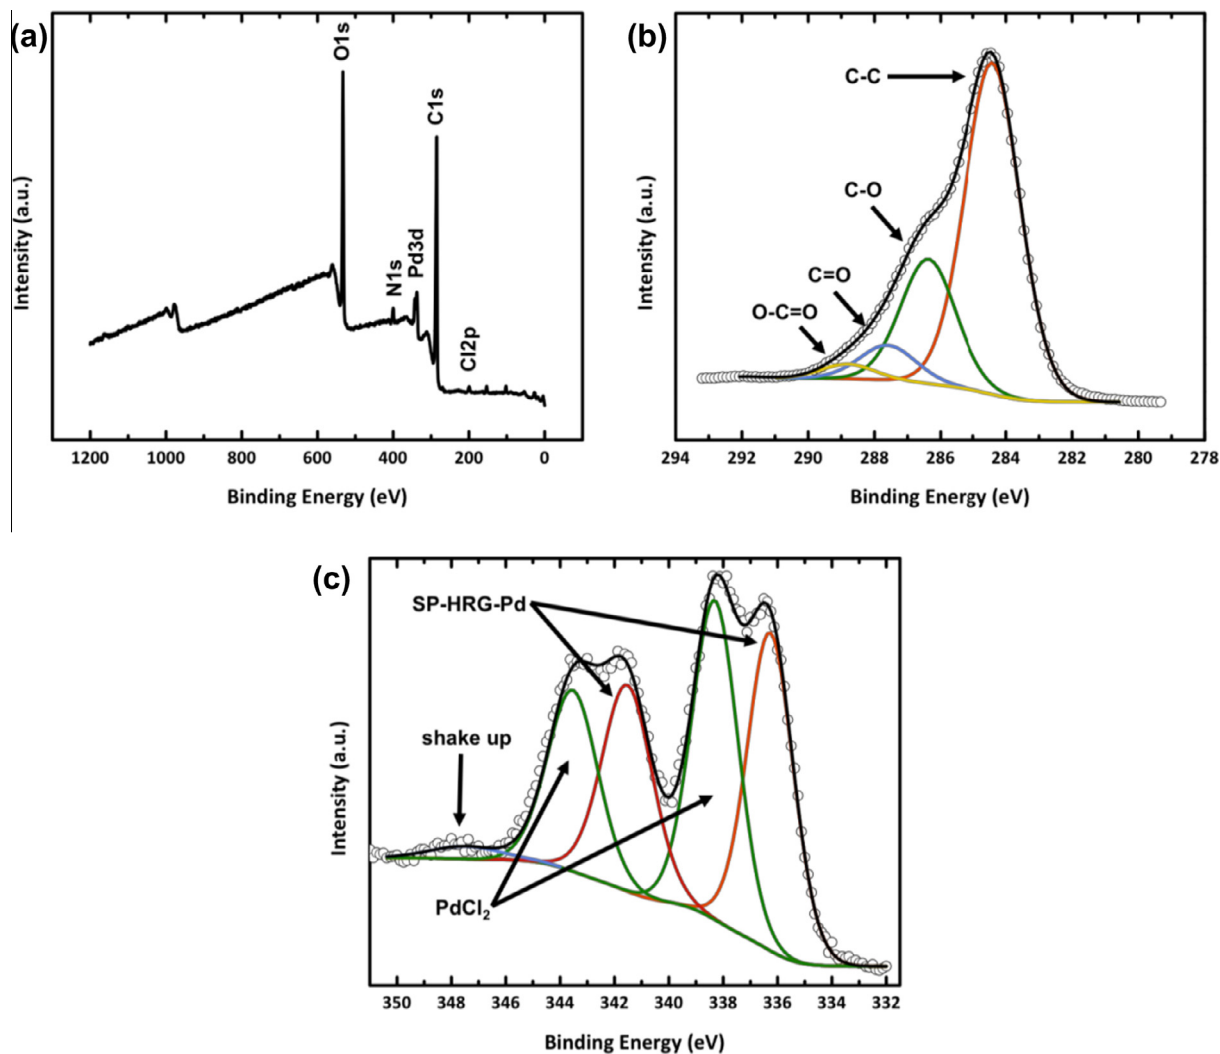 (a)
O1s
C1s
N1s
Pd3d
Cl2p
Intensity (a.u.)
1200 1000 800 600 400 200 0
Binding Energy (eV)
(b)
C-C
C-O
C=O
O-C=O
Intensity (a.u.)
294 292 290 288 286 284 282 280 278
Binding Energy (eV)
(c)
SP-HRG-Pd
shake up
PdCl₂
Intensity (a.u.)
350 348 346 344 342 340 338 336 334 332
Binding Energy (eV)